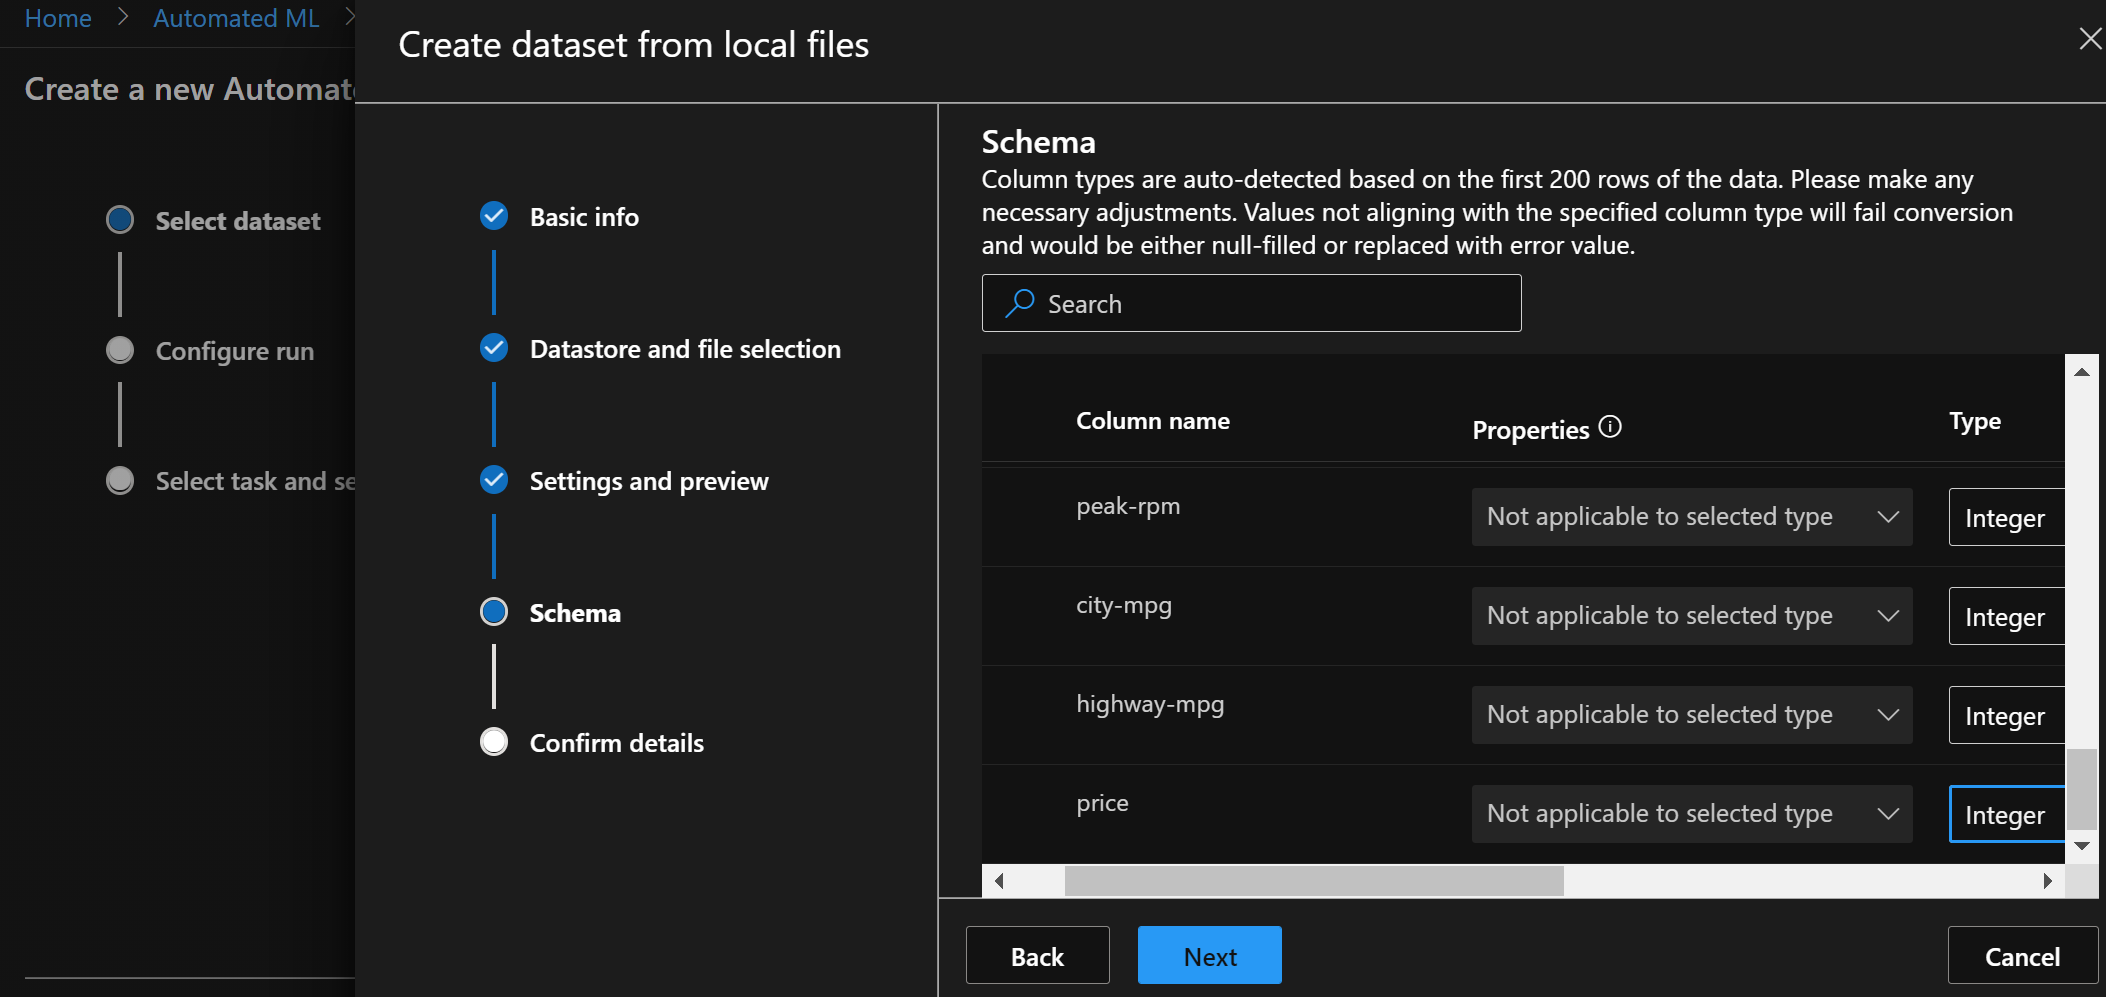 Home > Automated ML >
Create a new Automat
Select dataset
Configure run
Select task and se
Create dataset from local files
Basic info
Datastore and file selection
Settings and preview
Schema
Confirm details
Schema
Column types are auto-detected based on the first 200 rows of the data. Please make any
necessary adjustments. Values not aligning with the specified column type will fail conversion
and would be either null-filled or replaced with error value.
Search
Column name Properties Type
peak-rpm Not applicable to selected type Integer
city-mpg Not applicable to selected type Integer
highway-mpg Not applicable to selected type Integer
price Not applicable to selected type Integer
Back Next Cancel